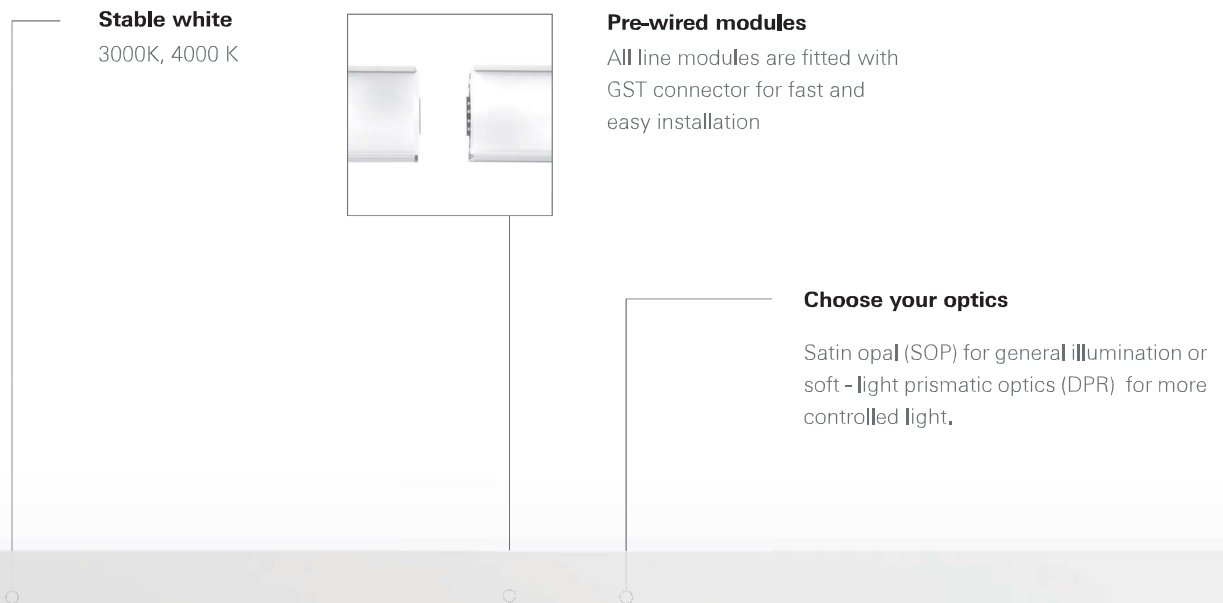 Stable white
3000K, 4000 K
Pre-wired modules
All line modules are fitted with
GST connector for fast and
easy installation
Choose your optics
Satin opal (SOP) for general illumination or
soft - light prismatic optics (DPR) for more
controlled light.